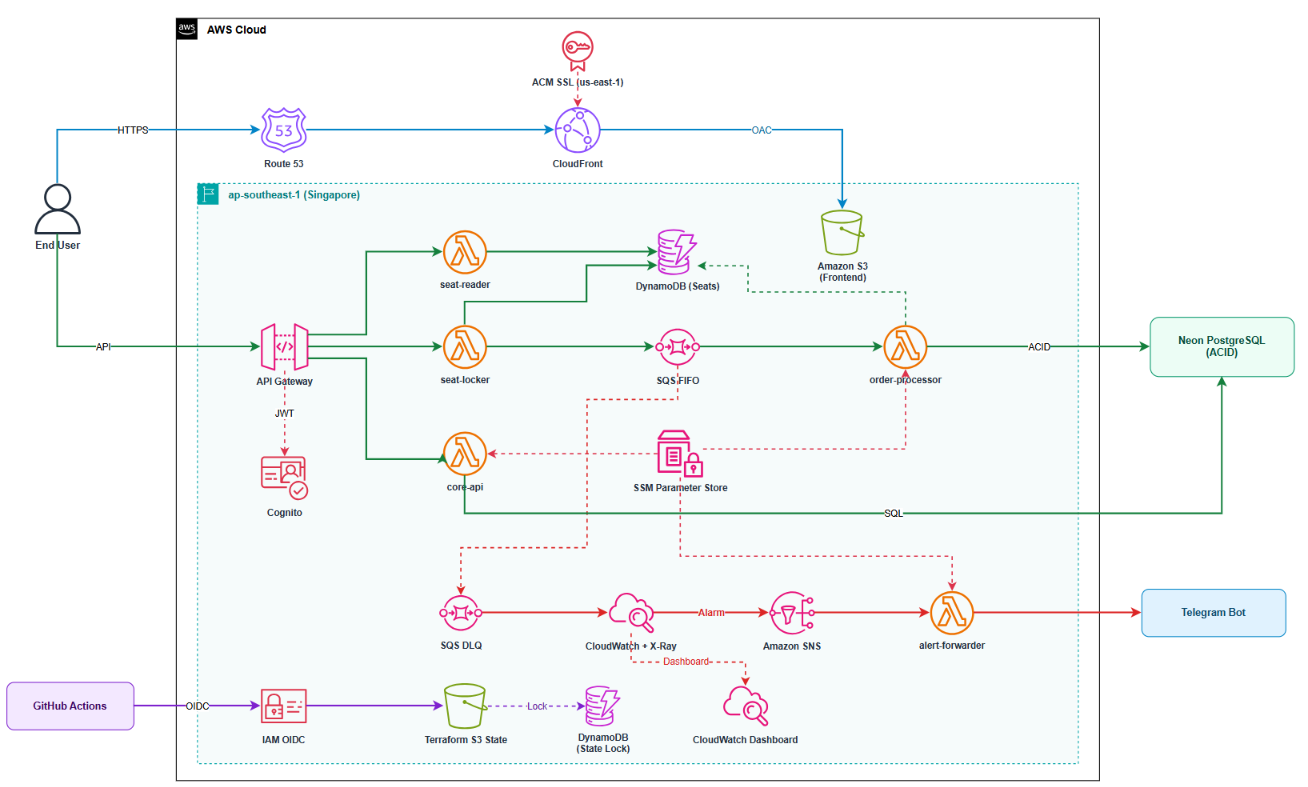 aws
AWS Cloud
ACM SSL (us-east-1)
HTTPS
53
OAC
Route 53
CloudFront
ap-southeast-1 (Singapore)
End User
Amazon S3
(Frontend)
seat-reader
DynamoDB (Seats)
API
ACID
Neon PostgreSQL
(ACID)
API Gateway
seat-locker
SQS FIFO
order-processor
JWT
core-api
SSM Parameter Store
Cognito
SQL
Alarm
Telegram Bot
SQS DLQ
CloudWatch + X-Ray
Amazon SNS
alert-forwarder
Dashboard
GitHub Actions
OIDC
Lock
IAM OIDC
Terraform S3 State
DynamoDB
(State Lock)
CloudWatch Dashboard